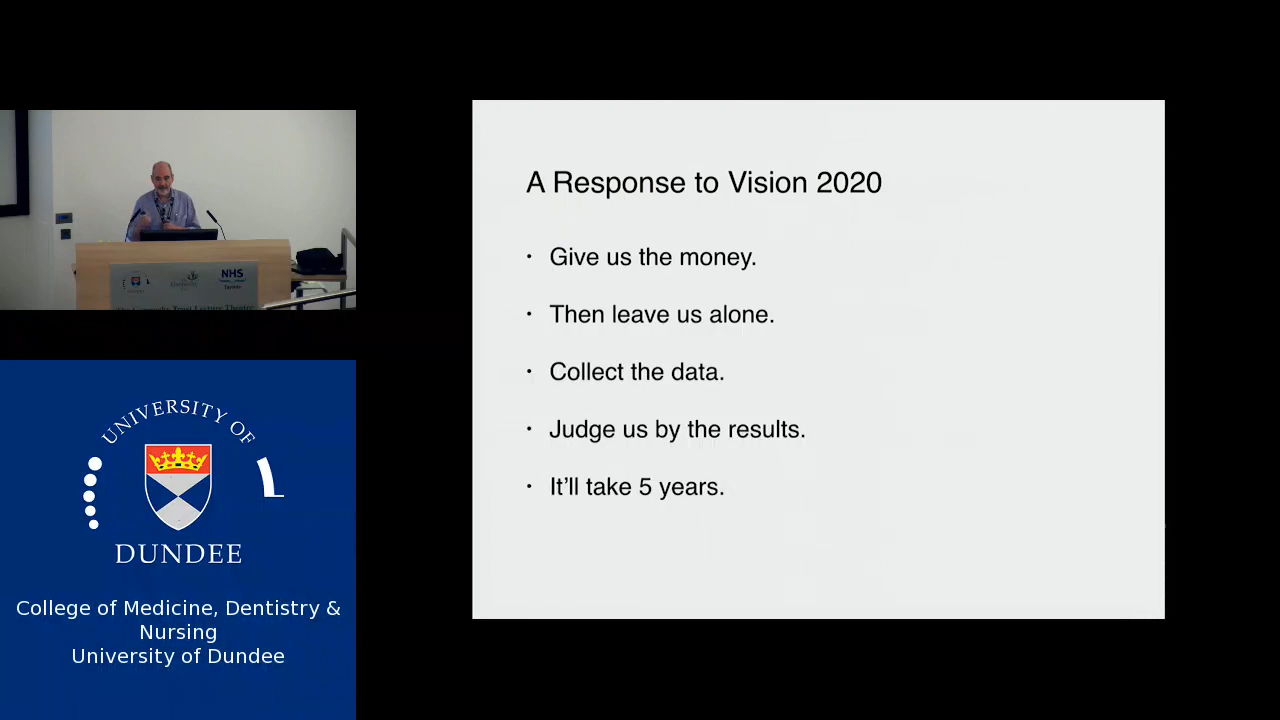 A Response to Vision 2020
• Give us the money.
• Then leave us alone.
• Collect the data.
• Judge us by the results.
• It’ll take 5 years.
NHS
UNIVERSITY OF
DUNDEE
College of Medicine, Dentistry &
Nursing
University of Dundee